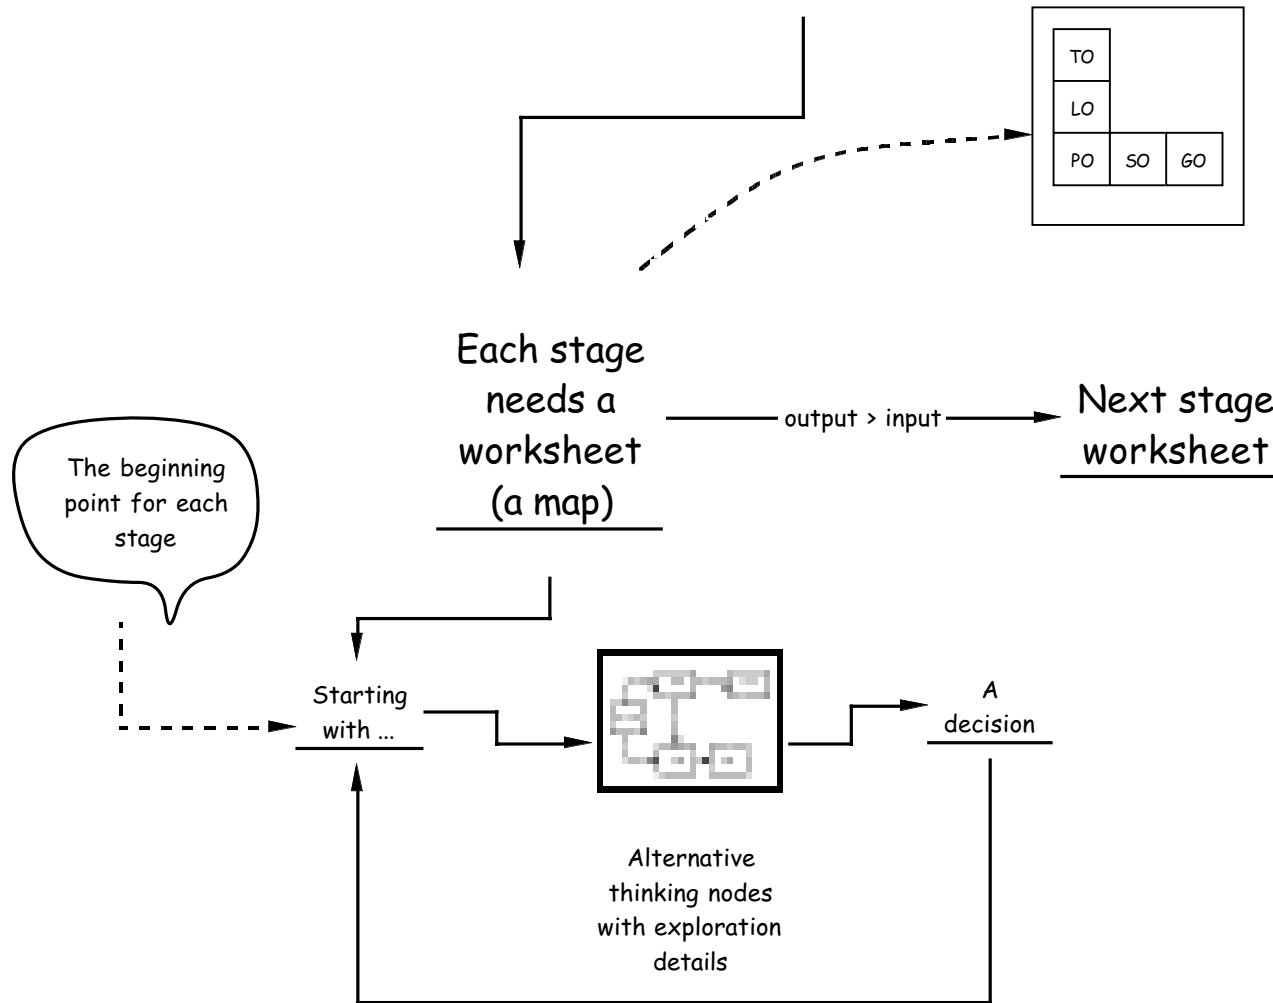 TO
LO
PO SO GO
Each stage
needs a
worksheet
(a map)
output > input
Next stage
worksheet
The beginning
point for each
stage
Starting
with ...
A
decision
Alternative
thinking nodes
with exploration
details